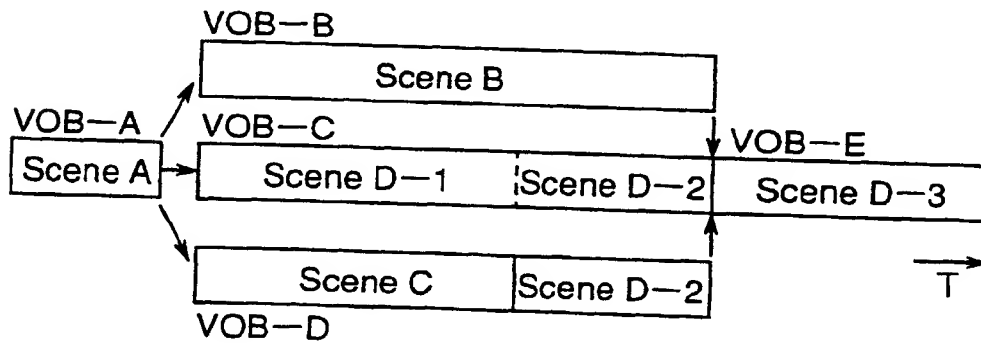 VOB—B
Scene B
VOB—A
VOB—C
VOB—E
Scene A
Scene D—1
Scene D—2
Scene D—3
Scene C
Scene D—2
T
VOB—D